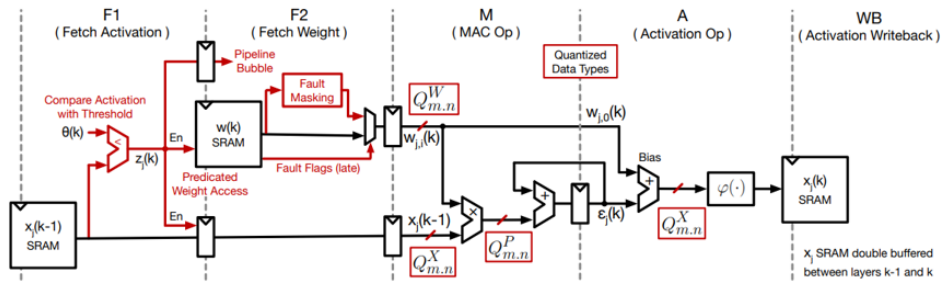 F1
( Fetch Activation )
F2
( Fetch Weight )
M
( MAC Op )
A
( Activation Op )
WB
( Activation Writeback )
Pipeline
Bubble
Compare Activation
with Threshold
θ(k)
<
z_j(k)
En
Predicated
Weight Access
En
x_j(k-1)
SRAM
w(k)
SRAM
Fault
Masking
Fault Flags (late)
Q^W_{m.n}
w_{j,i}(k)
x_j(k-1)
Q^X_{m.n}
×
Q^P_{m.n}
+
Quantized
Data Types
ε_j(k)
w_{j,0}(k)
Bias
+
Q^X_{m.n}
φ(·)
x_j(k)
SRAM
x_j SRAM double buffered
between layers k-1 and k